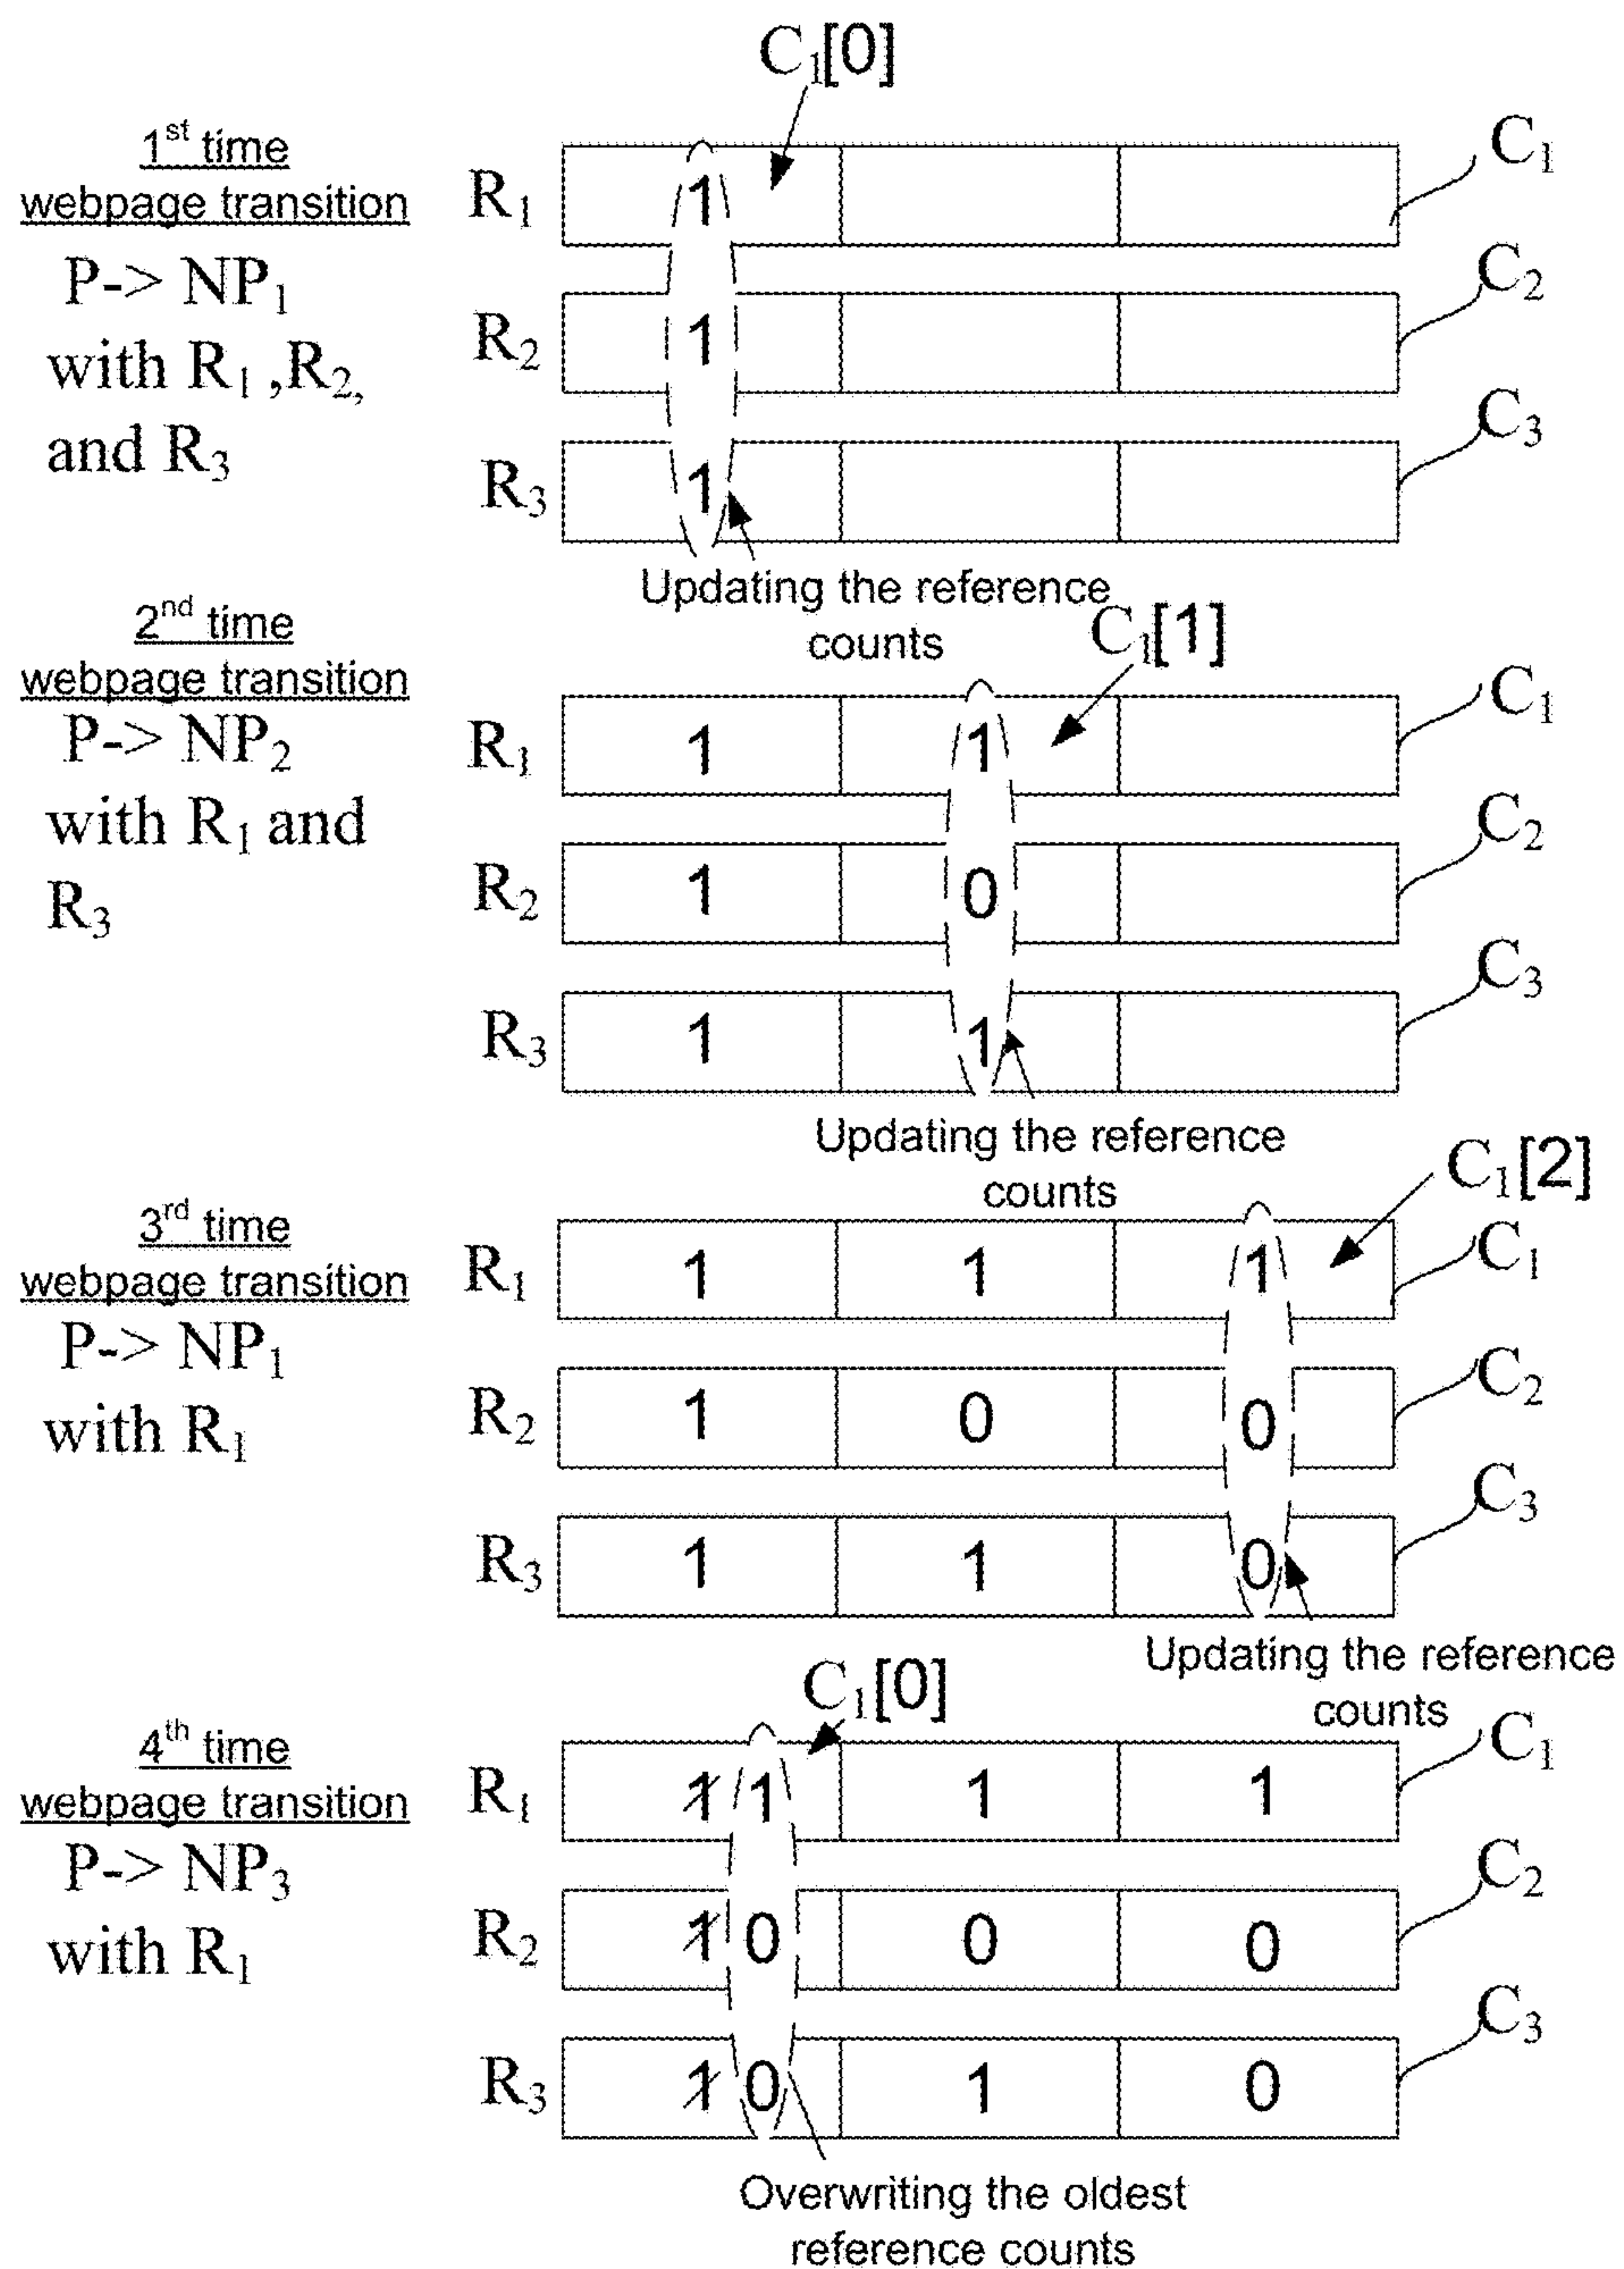 C₁[0]
1st time
webpage transition
P-> NP₁
with R₁ ,R₂,
and R₃
R₁ 1 C₁
R₂ 1 C₂
R₃ 1 C₃
Updating the reference
counts
2nd time
webpage transition
P-> NP₂
with R₁ and
R₃
C₁[1]
R₁ 1 1 C₁
R₂ 1 0 C₂
R₃ 1 1 C₃
Updating the reference
counts
3rd time
webpage transition
P-> NP₁
with R₁
C₁[2]
R₁ 1 1 1 C₁
R₂ 1 0 0 C₂
R₃ 1 1 0 C₃
Updating the reference
counts
4th time
webpage transition
P-> NP₃
with R₁
C₁[0]
R₁ 1 1 1 1 C₁
R₂ 1 0 0 0 C₂
R₃ 1 0 1 0 C₃
Overwriting the oldest
reference counts